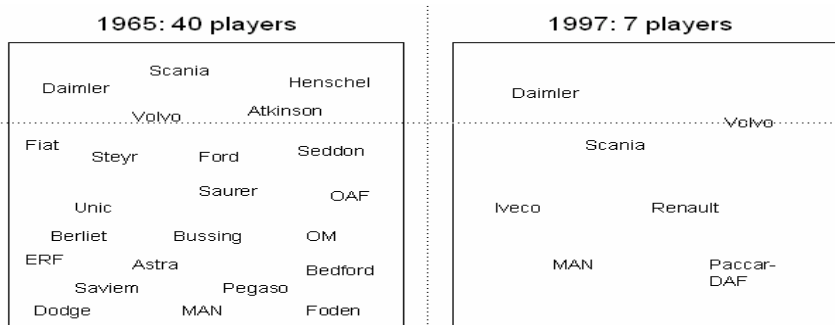 1965: 40 players
Scania
Daimler
Henschel
Volvo
Atkinson
Fiat
Steyr
Ford
Seddon
Saurer
OAF
Unic
Berliet
Bussing
OM
ERF
Astra
Bedford
Saviem
Pegaso
Dodge
MAN
Foden
1997: 7 players
Daimler
Volvo
Scania
Iveco
Renault
MAN
Paccar-
DAF